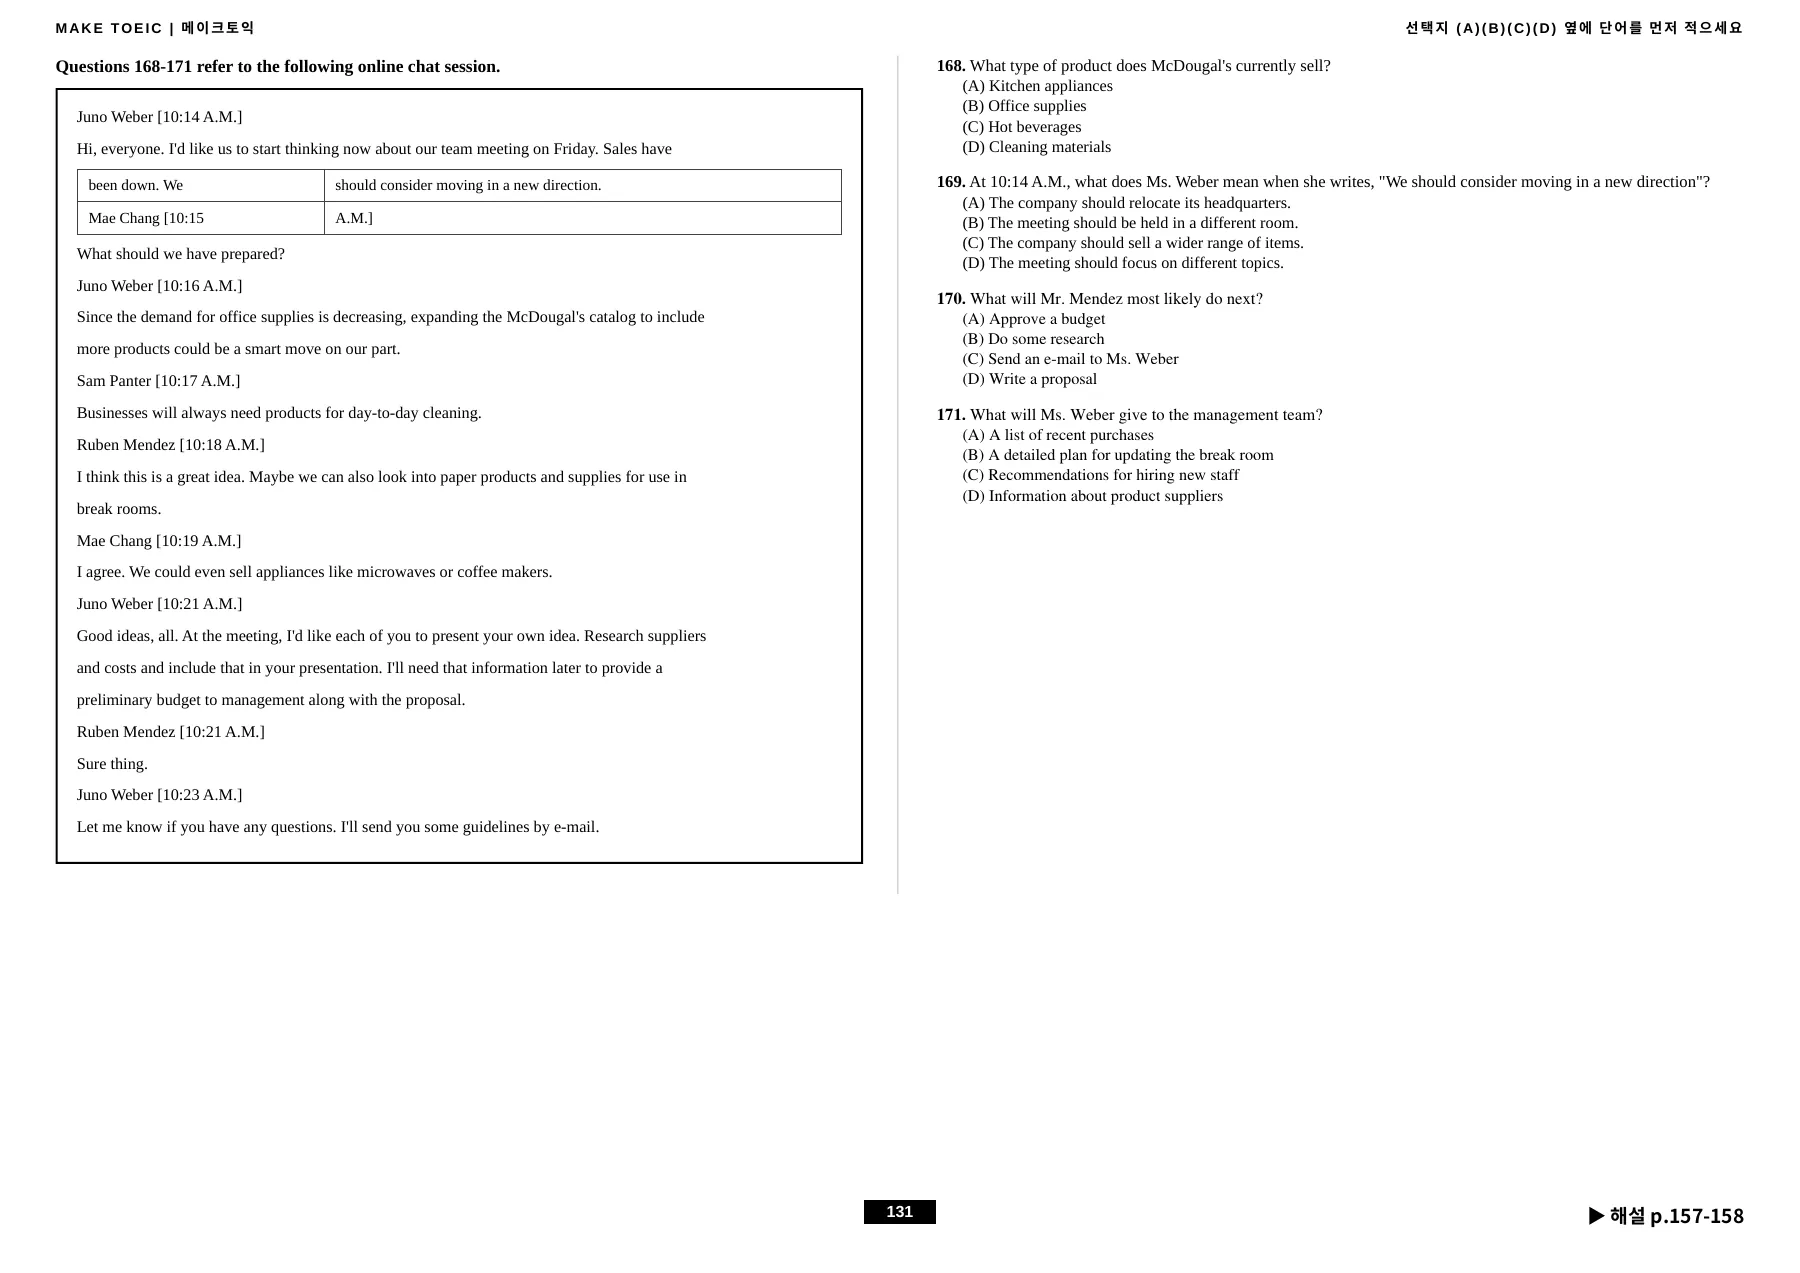 MAKE TOEIC | 메이크토익
선택지 (A)(B)(C)(D) 옆에 단어를 먼저 적으세요
Questions 168-171 refer to the following online chat session.
Juno Weber [10:14 A.M.]
Hi, everyone. I'd like us to start thinking now about our team meeting on Friday. Sales have
been down. We should consider moving in a new direction.
Mae Chang [10:15 A.M.]
What should we have prepared?
Juno Weber [10:16 A.M.]
Since the demand for office supplies is decreasing, expanding the McDougal's catalog to include
more products could be a smart move on our part.
Sam Panter [10:17 A.M.]
Businesses will always need products for day-to-day cleaning.
Ruben Mendez [10:18 A.M.]
I think this is a great idea. Maybe we can also look into paper products and supplies for use in
break rooms.
Mae Chang [10:19 A.M.]
I agree. We could even sell appliances like microwaves or coffee makers.
Juno Weber [10:21 A.M.]
Good ideas, all. At the meeting, I'd like each of you to present your own idea. Research suppliers
and costs and include that in your presentation. I'll need that information later to provide a
preliminary budget to management along with the proposal.
Ruben Mendez [10:21 A.M.]
Sure thing.
Juno Weber [10:23 A.M.]
Let me know if you have any questions. I'll send you some guidelines by e-mail.
168. What type of product does McDougal's currently sell?
(A) Kitchen appliances
(B) Office supplies
(C) Hot beverages
(D) Cleaning materials
169. At 10:14 A.M., what does Ms. Weber mean when she writes, "We should consider moving in a new direction"?
(A) The company should relocate its headquarters.
(B) The meeting should be held in a different room.
(C) The company should sell a wider range of items.
(D) The meeting should focus on different topics.
170. What will Mr. Mendez most likely do next?
(A) Approve a budget
(B) Do some research
(C) Send an e-mail to Ms. Weber
(D) Write a proposal
171. What will Ms. Weber give to the management team?
(A) A list of recent purchases
(B) A detailed plan for updating the break room
(C) Recommendations for hiring new staff
(D) Information about product suppliers
131
▶ 해설 p.157-158